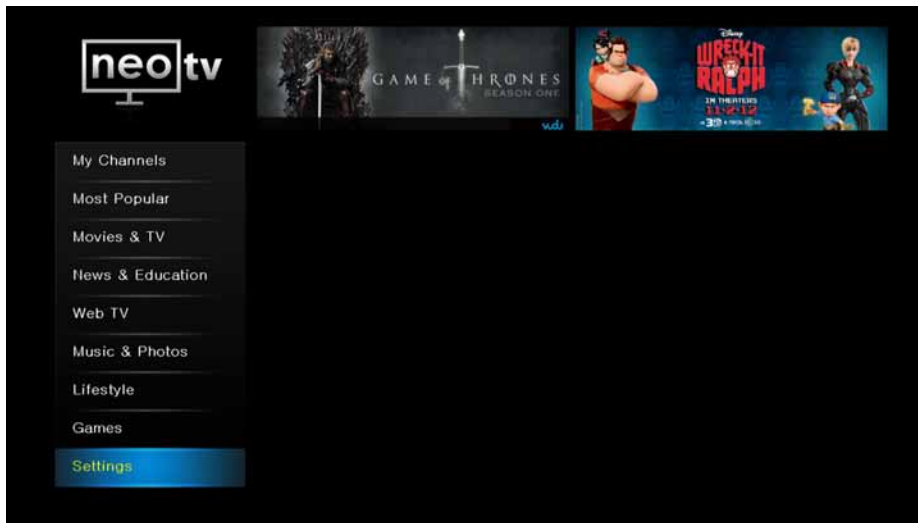 neo tv
GAME of THRONES
SEASON ONE
vudu
Disney
WRECK-IT
RALPH
IN THEATERS
11·2·12
My Channels
Most Popular
Movies & TV
News & Education
Web TV
Music & Photos
Lifestyle
Games
Settings